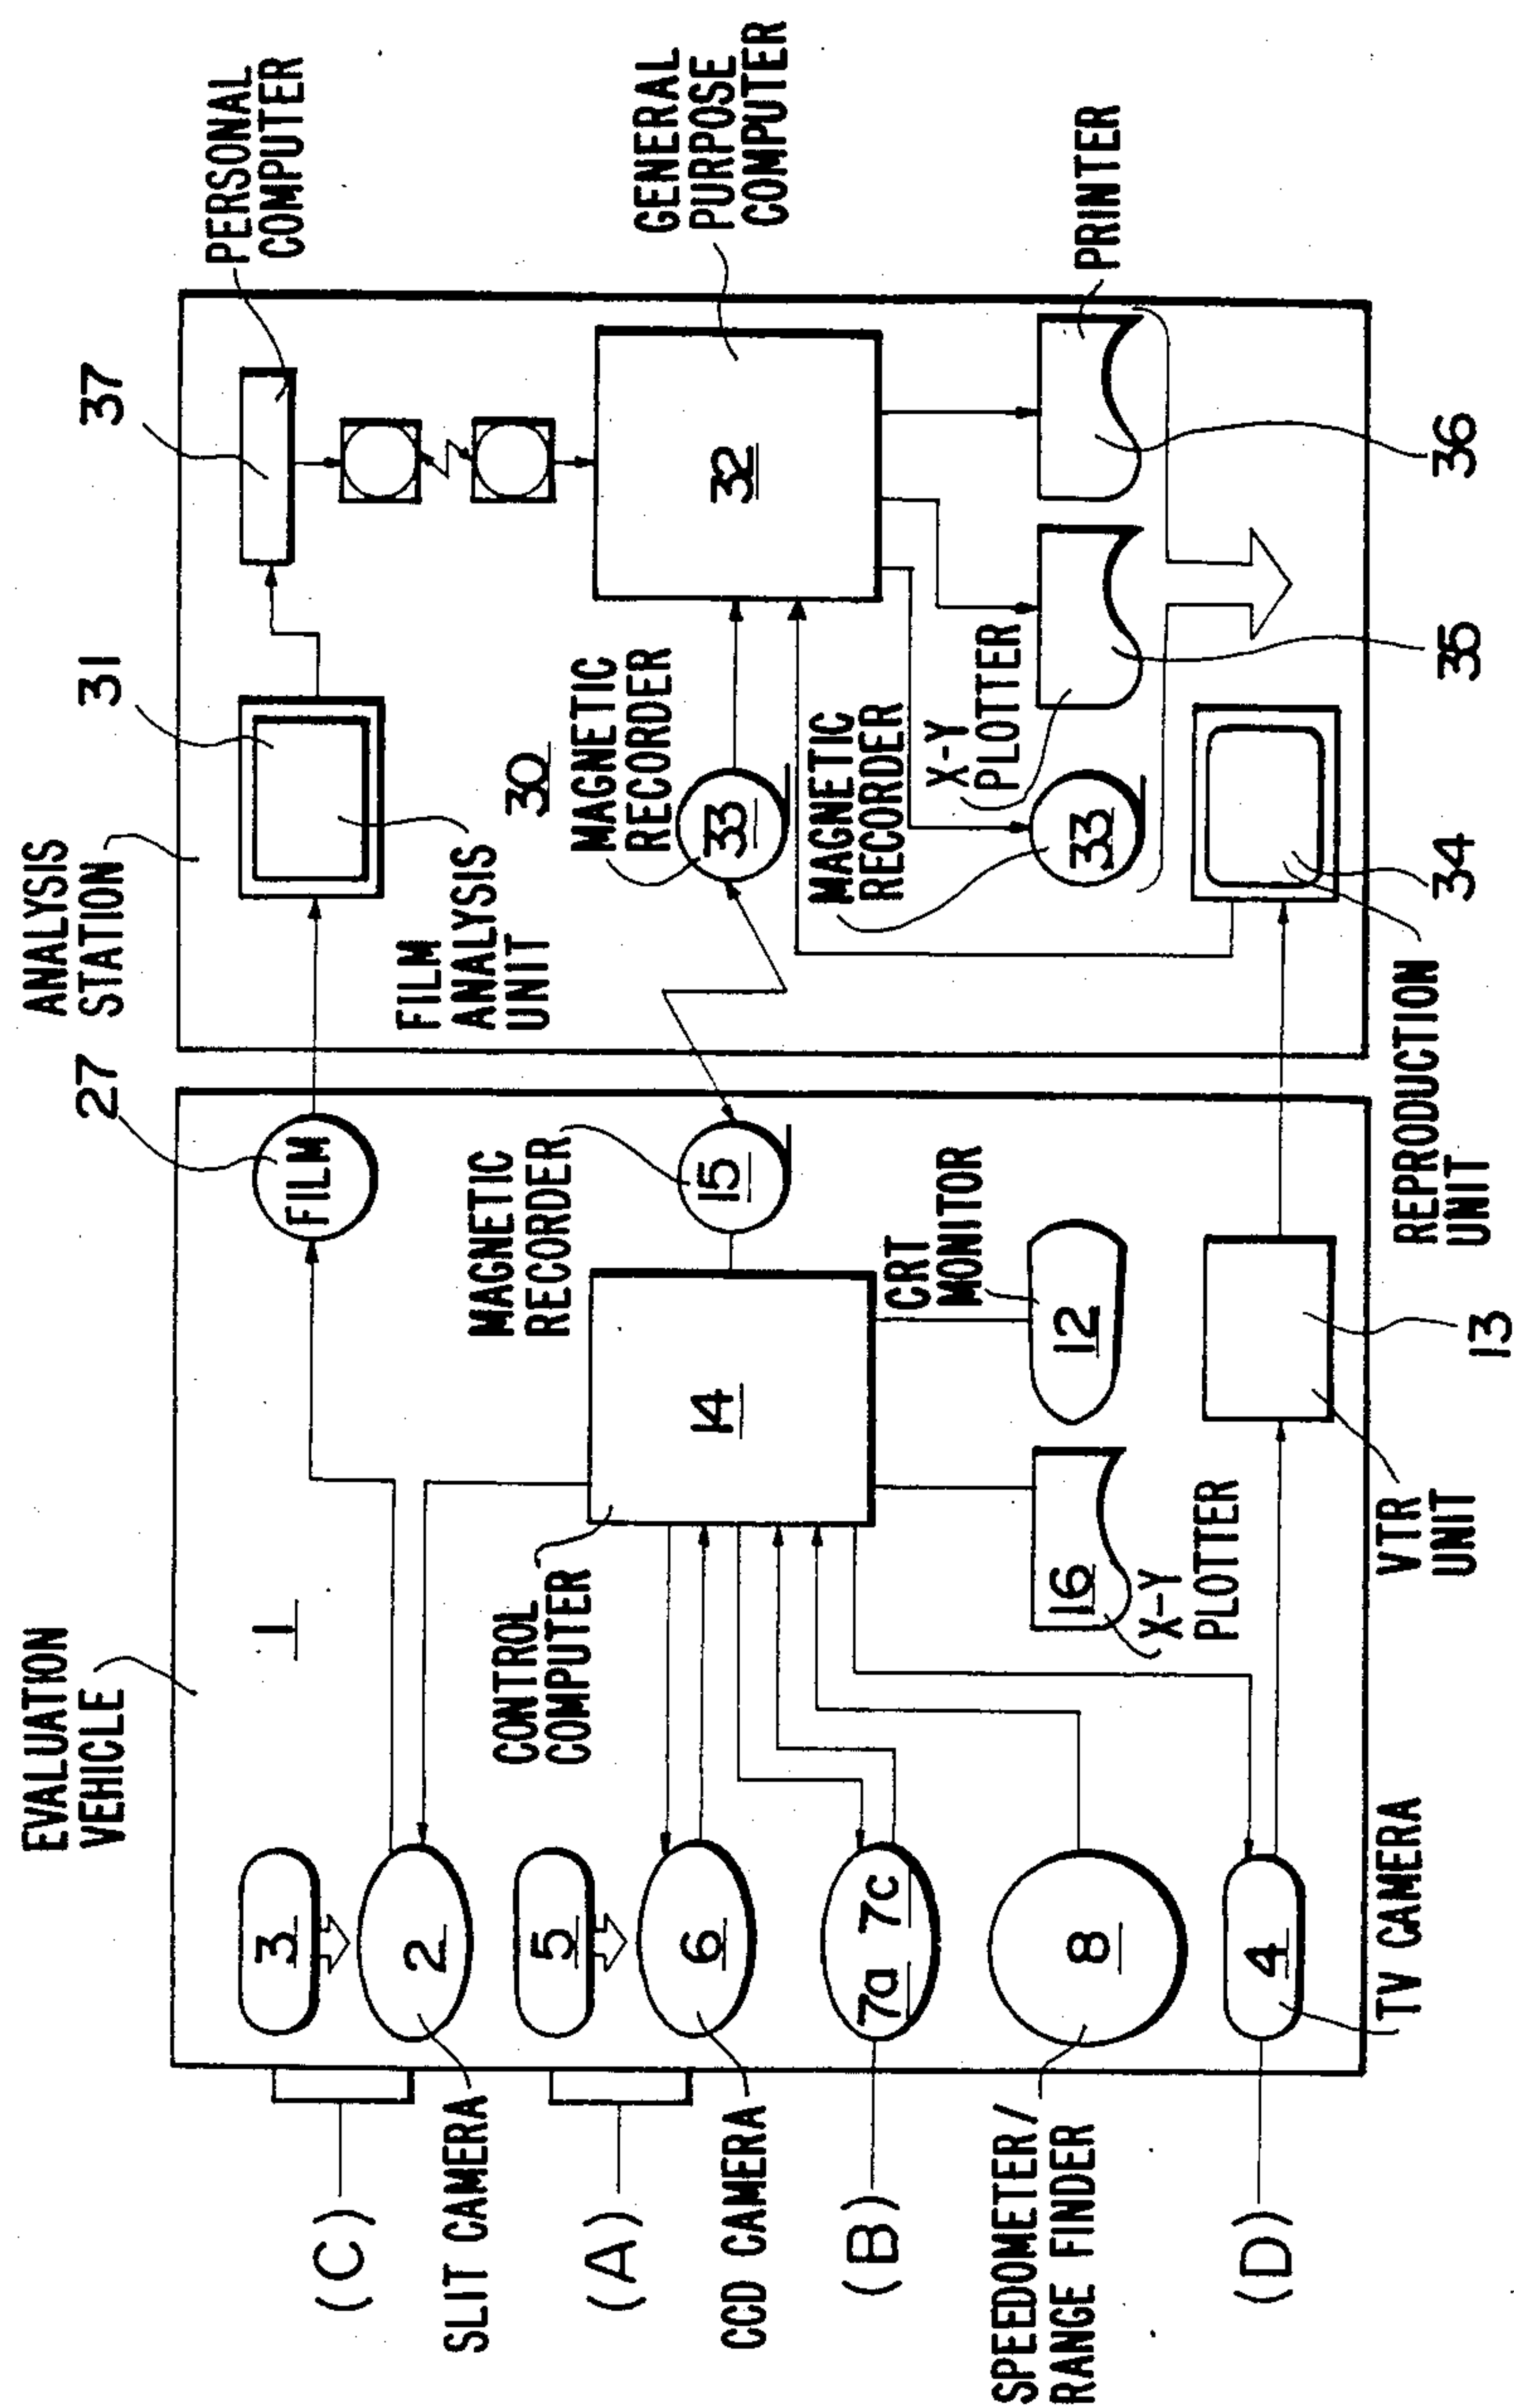 EVALUATION
VEHICLE
1
27
FILM
ANALYSIS
STATION
31
37
PERSONAL
COMPUTER
(C)
3
2
SLIT CAMERA
FILM
ANALYSIS
UNIT
30
MAGNETIC
RECORDER
15
MAGNETIC
RECORDER
33
32
GENERAL
PURPOSE
COMPUTER
(A)
5
6
CCD CAMERA
CONTROL
COMPUTER
14
(B)
7a 7c
CRT
MONITOR
12
MAGNETIC
RECORDER
33
X-Y
PLOTTER
PRINTER
SPEEDOMETER/
RANGE FINDER
8
16
X-Y
PLOTTER
(D)
4
TV CAMERA
VTR
UNIT
13
REPRODUCTION
UNIT
34
35
36